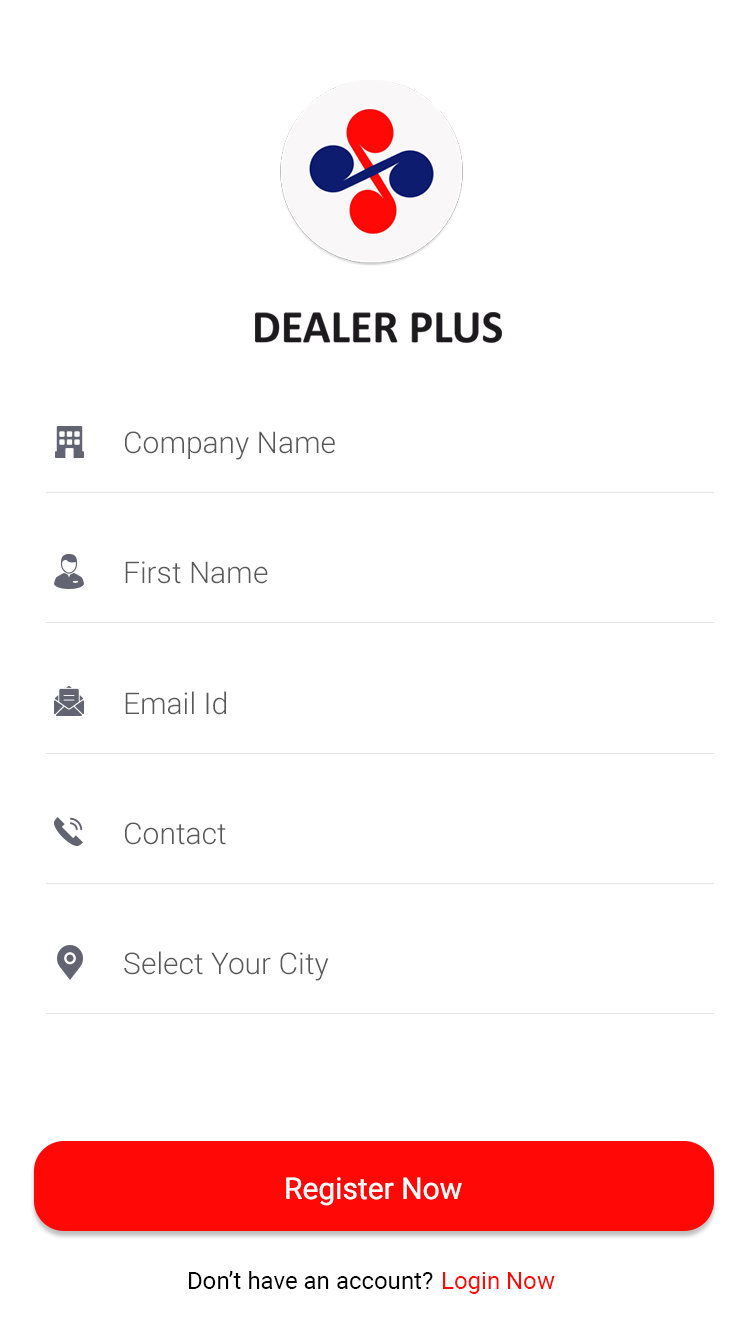 DEALER PLUS
Company Name
First Name
Email Id
Contact
Select Your City
Register Now
Don’t have an account? Login Now